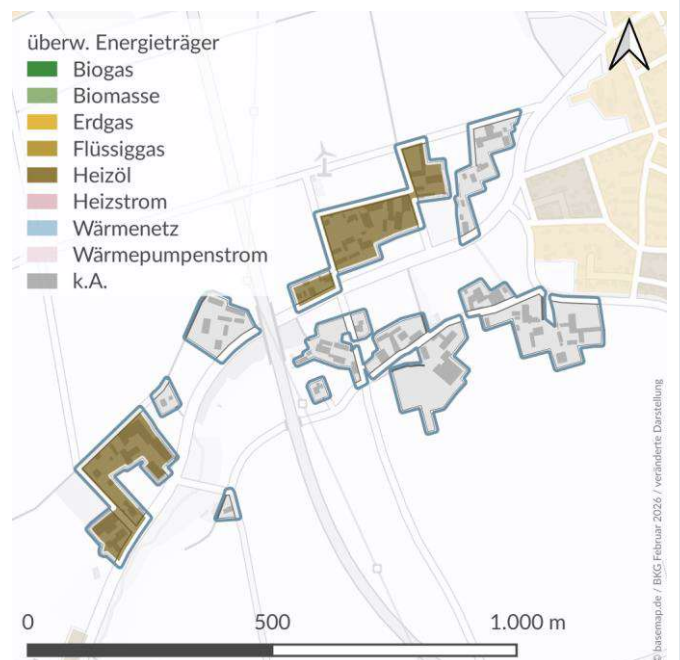 überw. Energieträger
Biogas
Biomasse
Erdgas
Flüssiggas
Heizöl
Heizstrom
Wärmenetz
Wärmepumpenstrom
k.A.
0 500 1.000 m
© basemap.de / BKG Februar 2026 / veränderte Darstellung